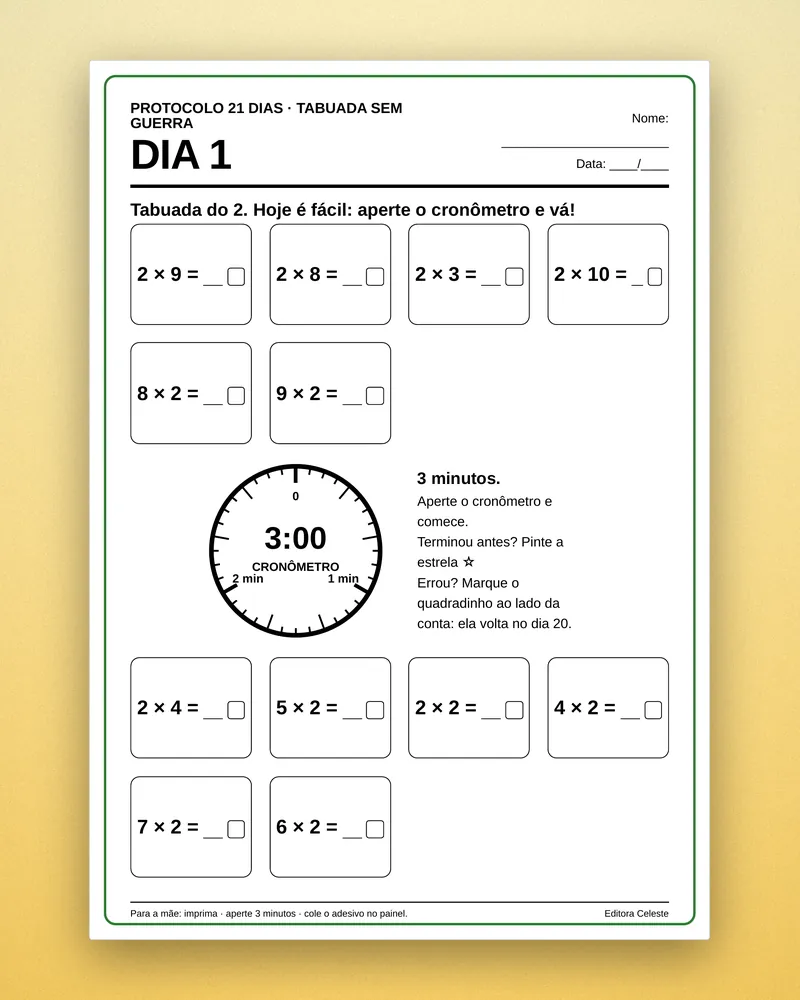 PROTOCOLO 21 DIAS · TABUADA SEM
GUERRA
DIA 1
Nome:
Data: ____/____
Tabuada do 2. Hoje é fácil: aperte o cronômetro e vá!
2 × 9 = __
2 × 8 = __
2 × 3 = __
2 × 10 = _
8 × 2 = __
9 × 2 = __
0
3:00
CRONÔMETRO
2 min
1 min
3 minutos.
Aperte o cronômetro e
comece.
Terminou antes? Pinte a
estrela ☆
Errou? Marque o
quadradinho ao lado da
conta: ela volta no dia 20.
2 × 4 = __
5 × 2 = __
2 × 2 = __
4 × 2 = __
7 × 2 = __
6 × 2 = __
Para a mãe: imprima · aperte 3 minutos · cole o adesivo no painel.
Editora Celeste